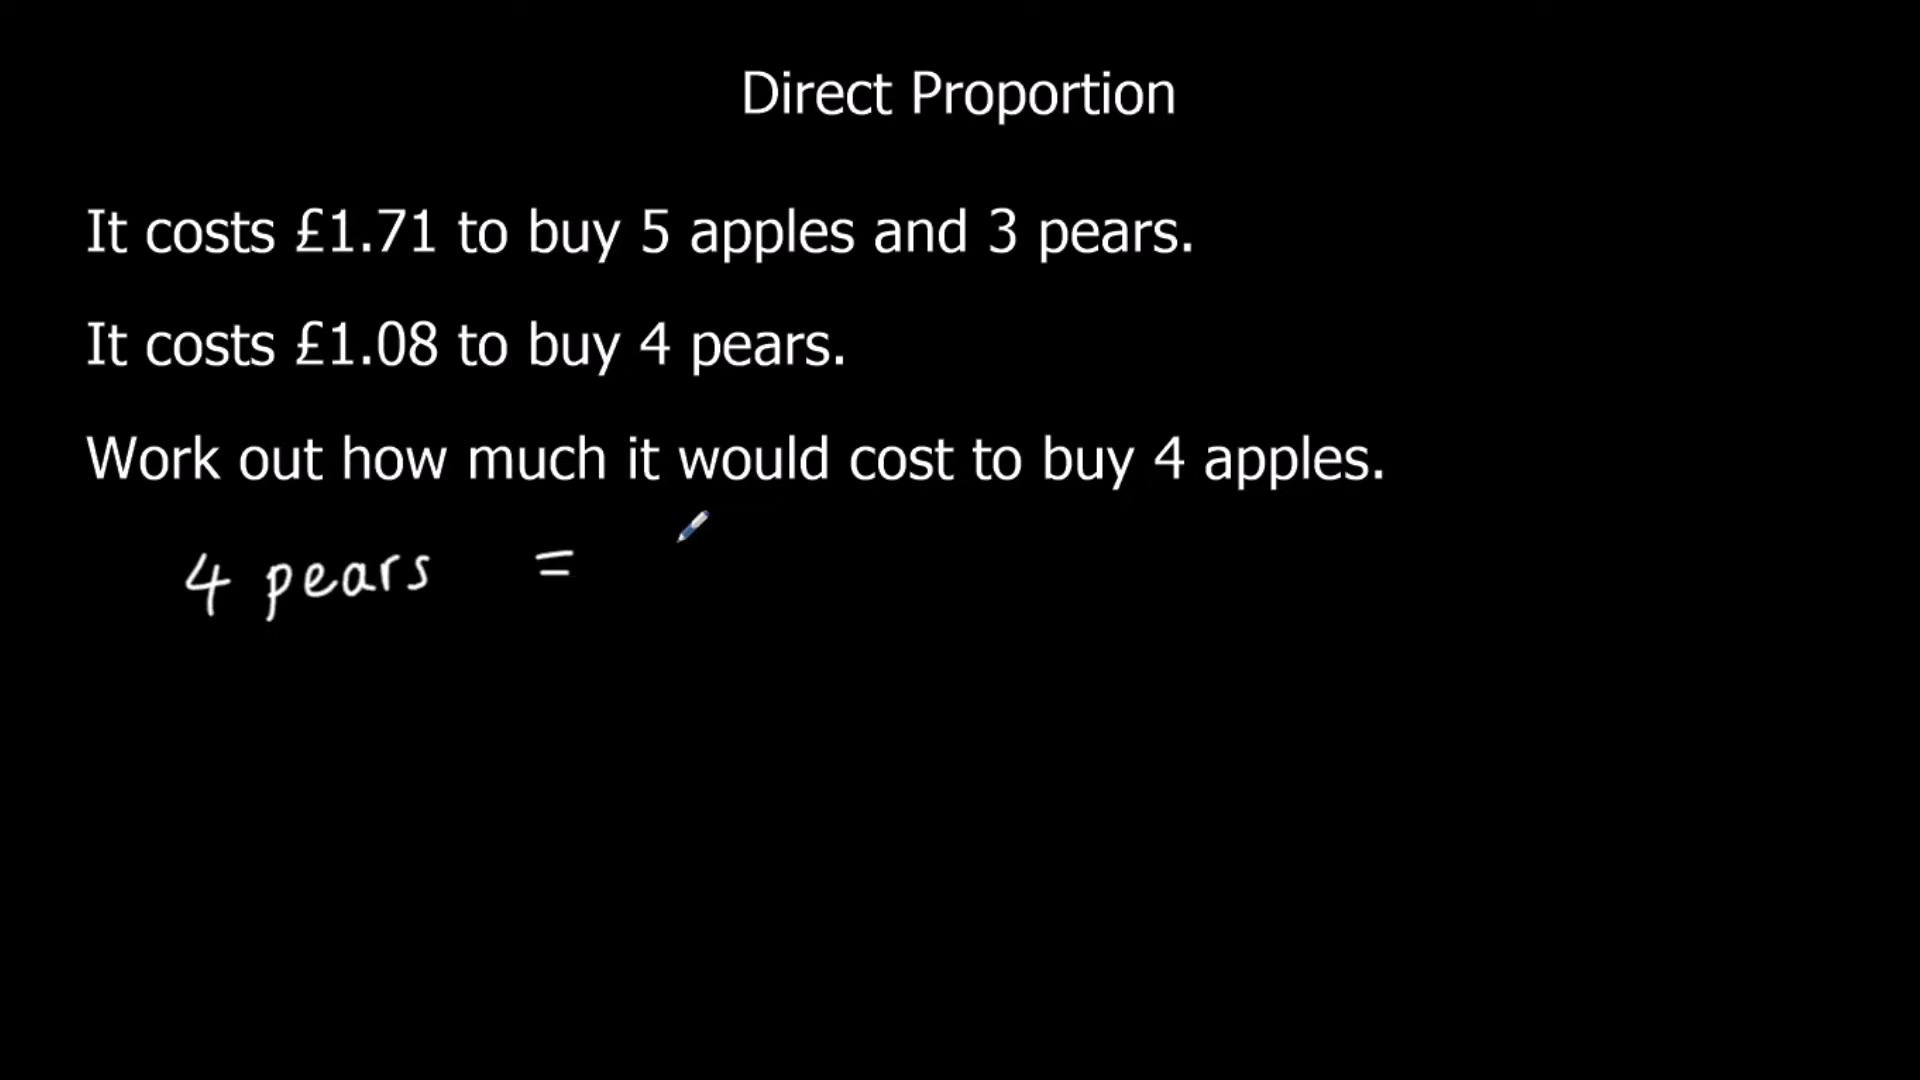 Direct Proportion
It costs £1.71 to buy 5 apples and 3 pears.
It costs £1.08 to buy 4 pears.
Work out how much it would cost to buy 4 apples.
4 pears =